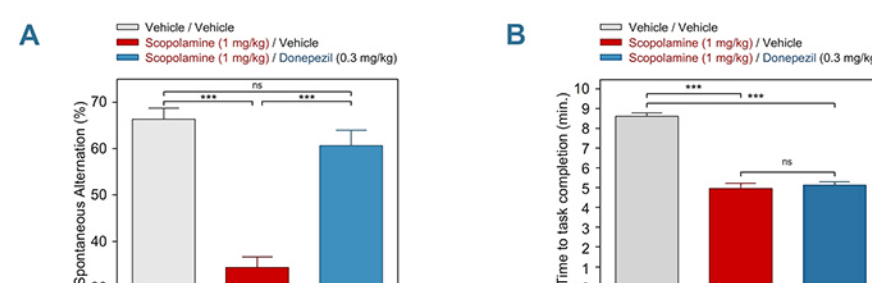 A
Vehicle / Vehicle
Scopolamine (1 mg/kg) / Vehicle
Scopolamine (1 mg/kg) / Donepezil (0.3 mg/kg)
ns
*** ***
70
60
50
40
Spontaneous Alternation (%)
B
Vehicle / Vehicle
Scopolamine (1 mg/kg) / Vehicle
Scopolamine (1 mg/kg) / Donepezil (0.3 mg/kg
***
***
ns
10
9
8
7
6
5
4
3
2
1
Time to task completion (min.)